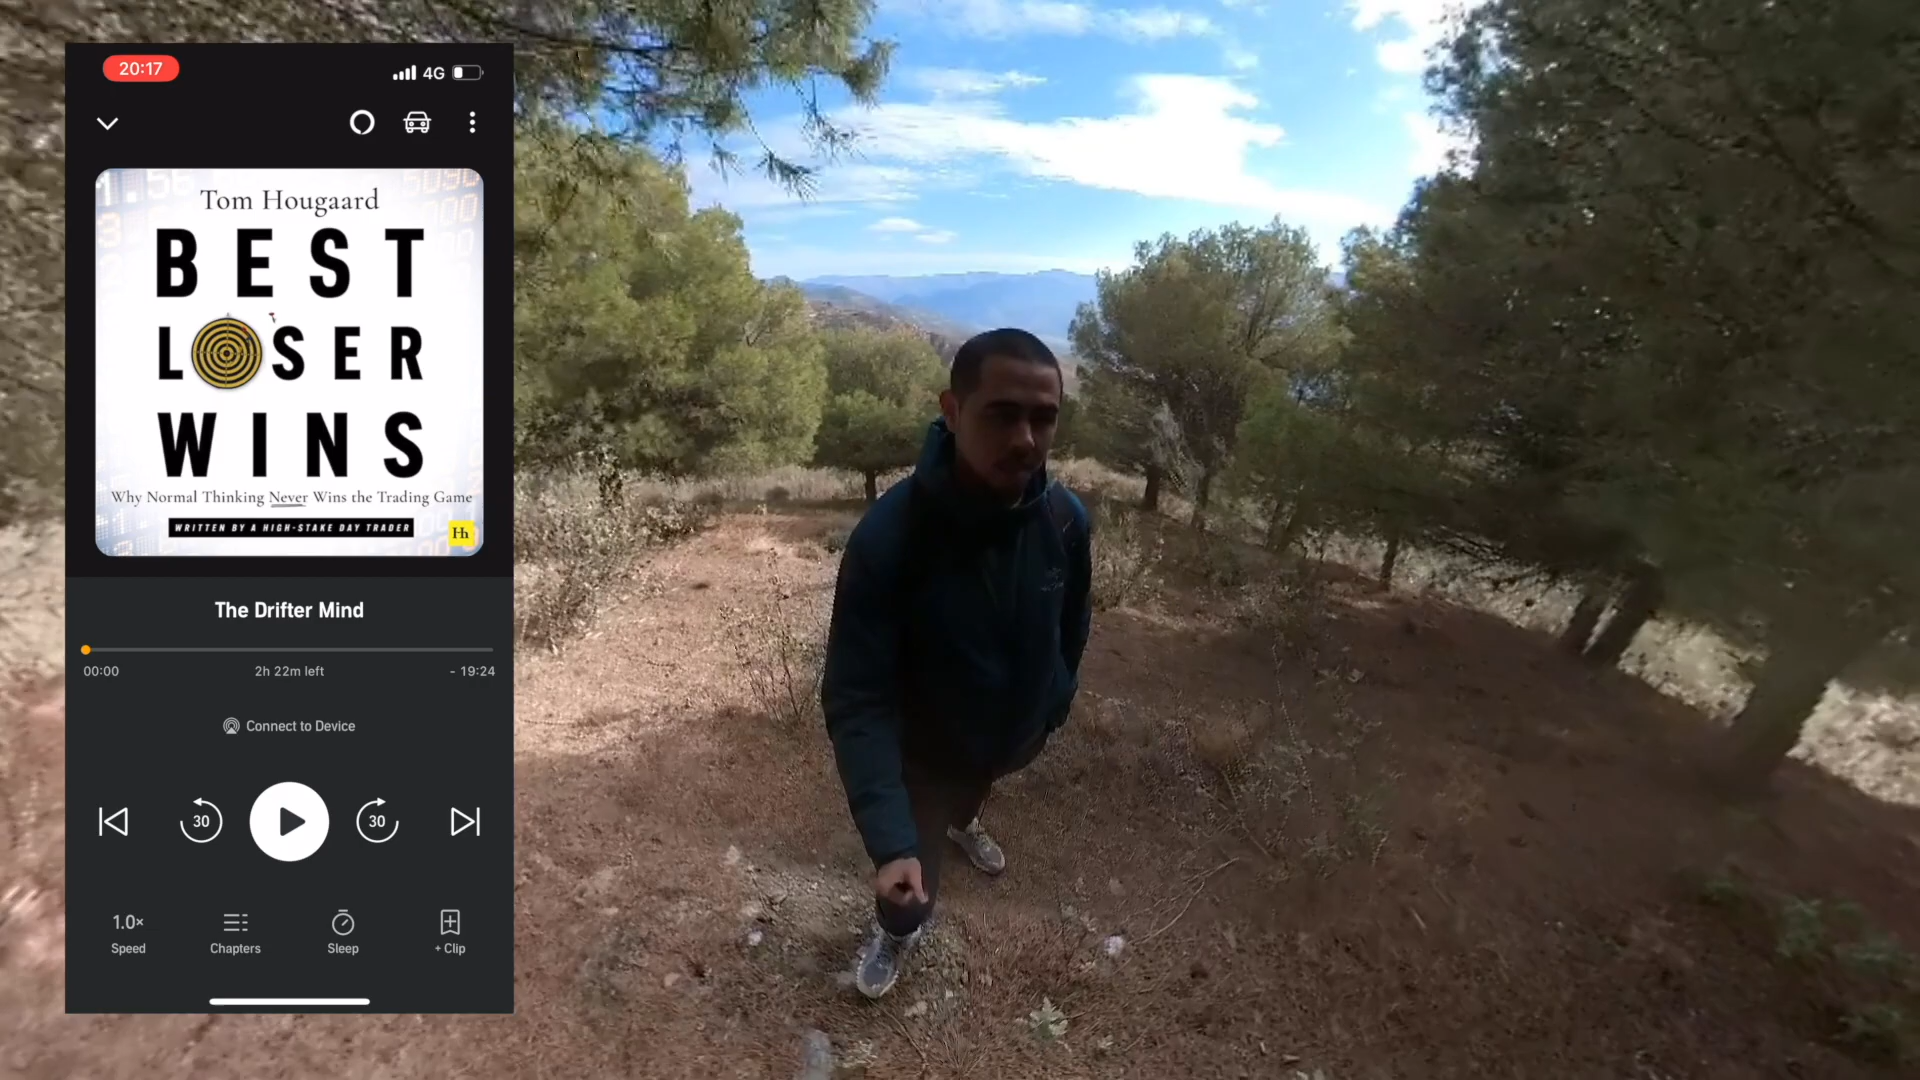 20:17
4G
Tom Hougaard
BEST
LOSER
WINS
Why Normal Thinking Never Wins the Trading Game
WRITTEN BY A HIGH-STAKE DAY TRADER
Hh
The Drifter Mind
00:00
2h 22m left
- 19:24
Connect to Device
30
30
1.0×
Speed
Chapters
Sleep
+ Clip